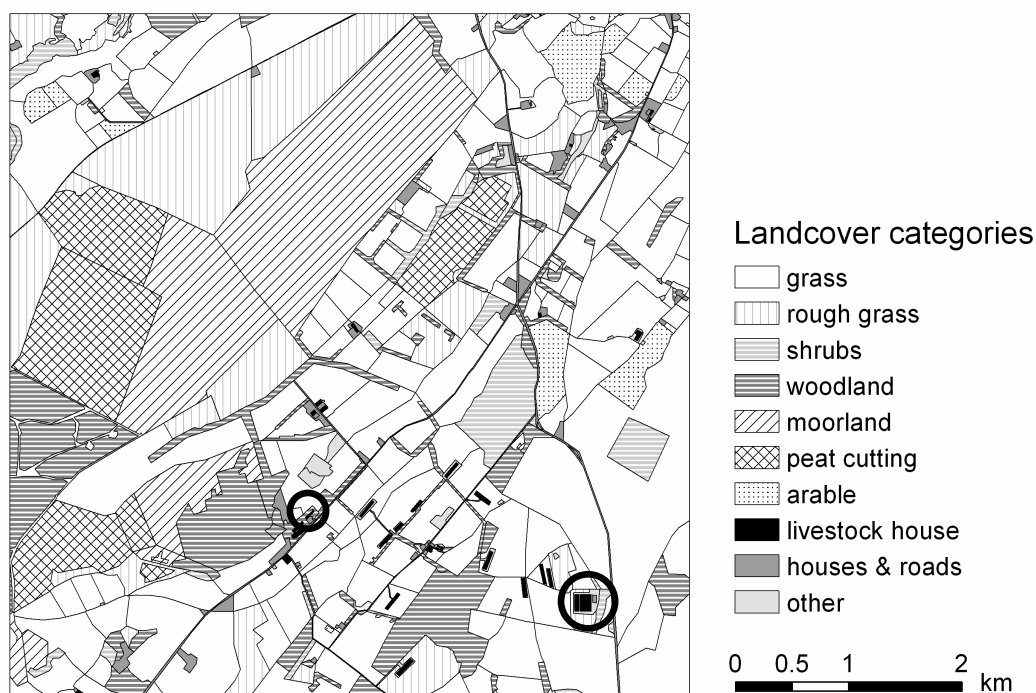 Landcover categories
grass
rough grass
shrubs
woodland
moorland
peat cutting
arable
livestock house
houses & roads
other
0 0.5 1 2
km